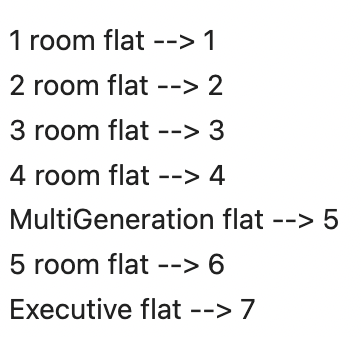 1 room flat --> 1
2 room flat --> 2
3 room flat --> 3
4 room flat --> 4
MultiGeneration flat --> 5
5 room flat --> 6
Executive flat --> 7